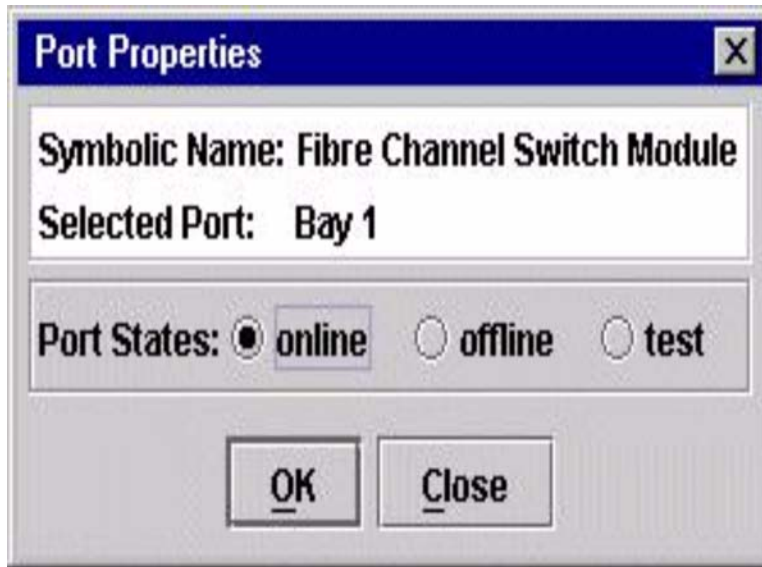 Port Properties
Symbolic Name: Fibre Channel Switch Module
Selected Port: Bay 1
Port States: online offline test
OK Close